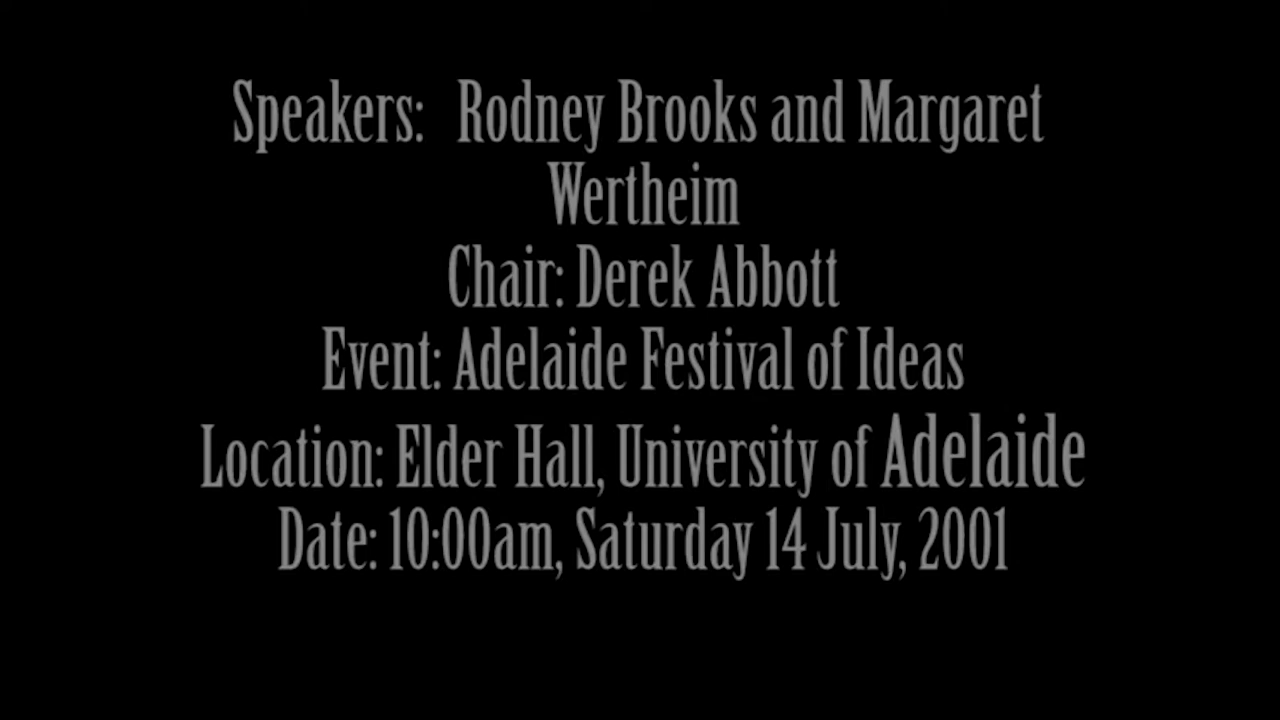 Speakers: Rodney Brooks and Margaret
Wertheim
Chair: Derek Abbott
Event: Adelaide Festival of Ideas
Location: Elder Hall, University of Adelaide
Date: 10:00am, Saturday 14 July, 2001